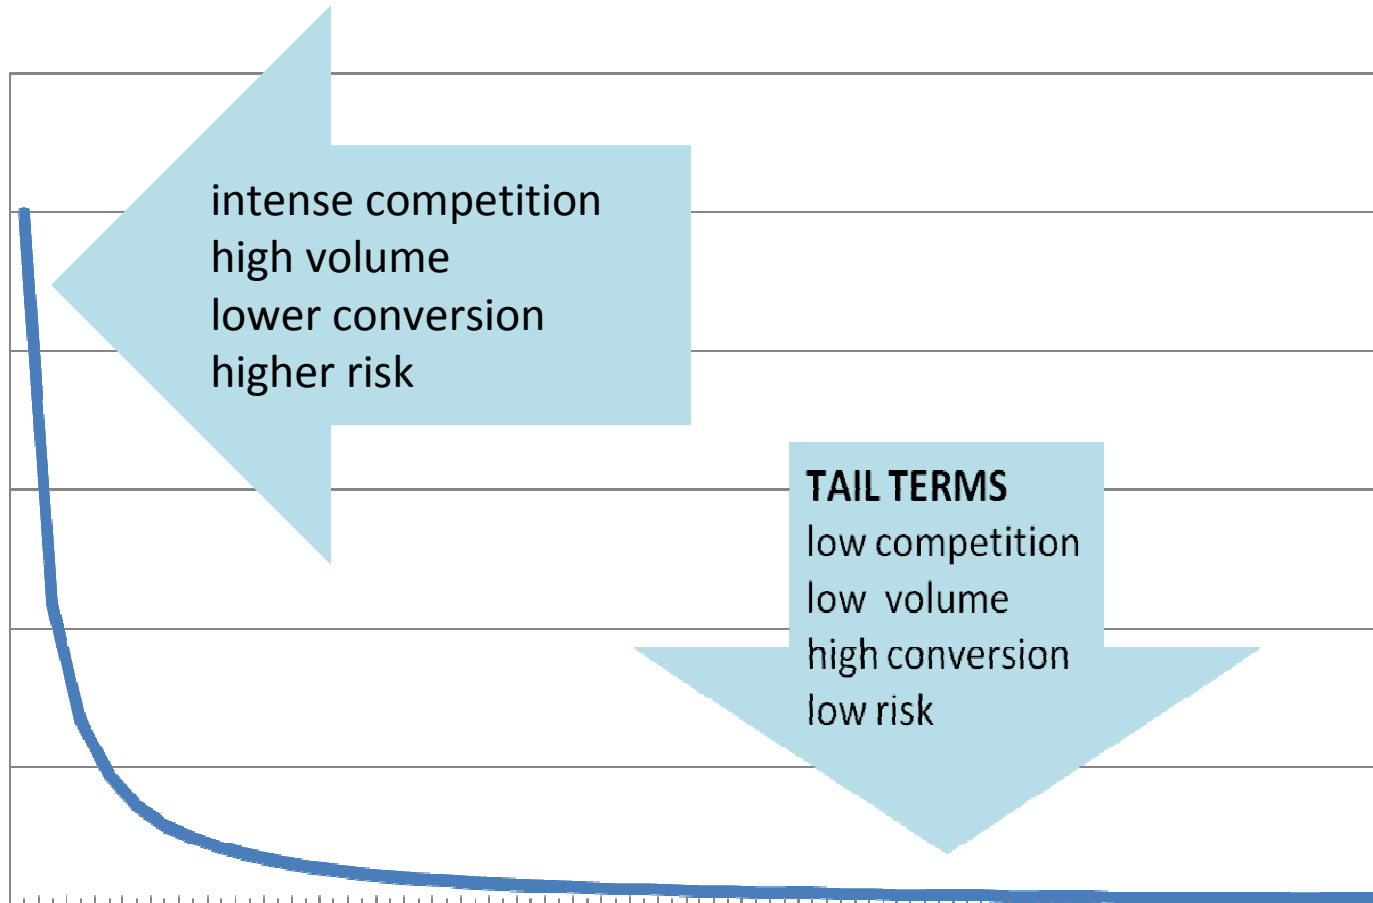 intense competition
high volume
lower conversion
higher risk
TAIL TERMS
low competition
low volume
high conversion
low risk